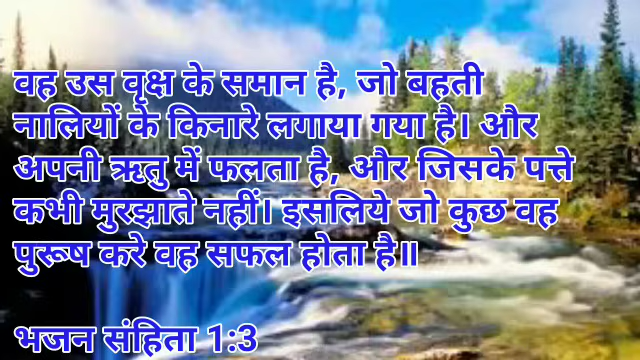 वह उस वृक्ष के समान है, जो बहती
नालियों के किनारे लगाया गया है। और
अपनी ऋतु में फलता है, और जिसके पत्ते
कभी मुरझाते नहीं। इसलिये जो कुछ वह
पुरूष करे वह सफल होता है॥
भजन संहिता 1:3